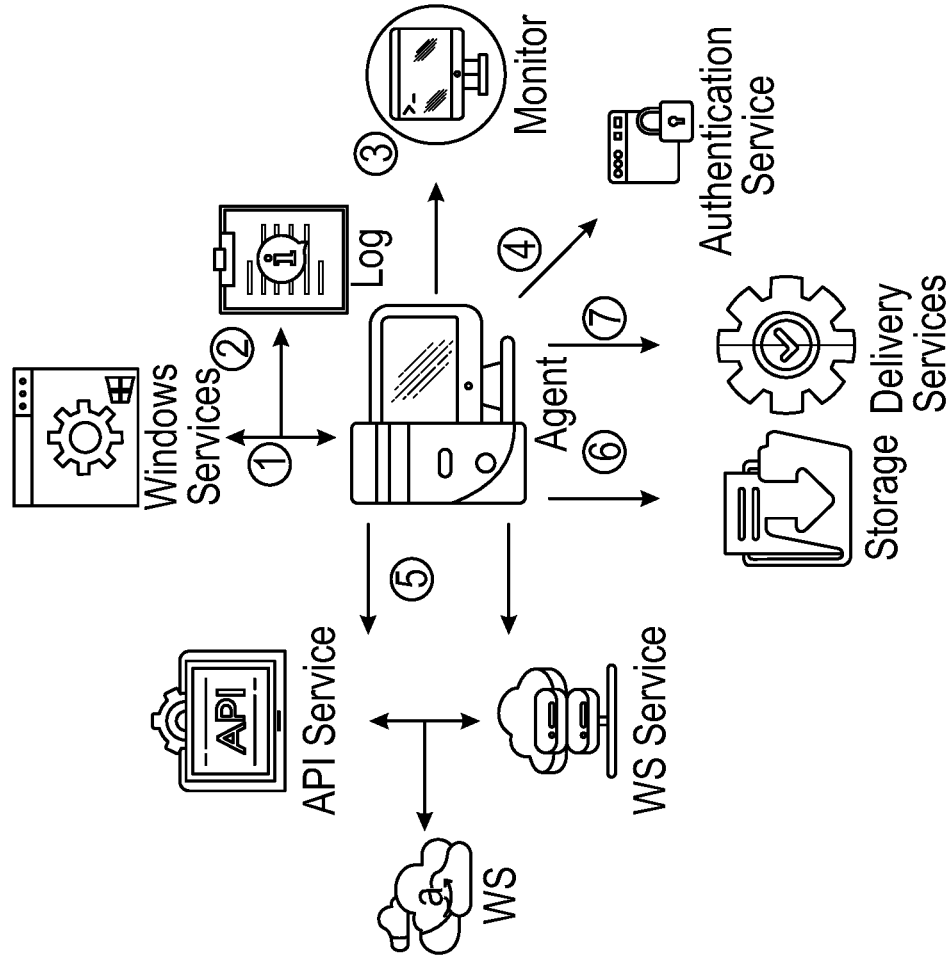 Windows
Services
API
2
1
i
API Service
Log
3
5
>-
a
WS
4
Monitor
Agent
6
7
WS Service
Authentication
Service
Storage
Delivery
Services